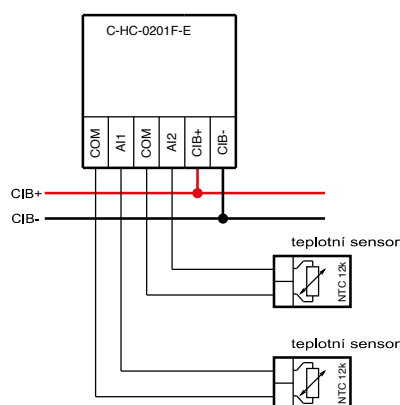 C-HC-0201F-E
COM
AI1
COM
AI2
CIB+
CIB-
CIB+
CIB-
teplotní sensor
NTC 12k
teplotní sensor
NTC 12k